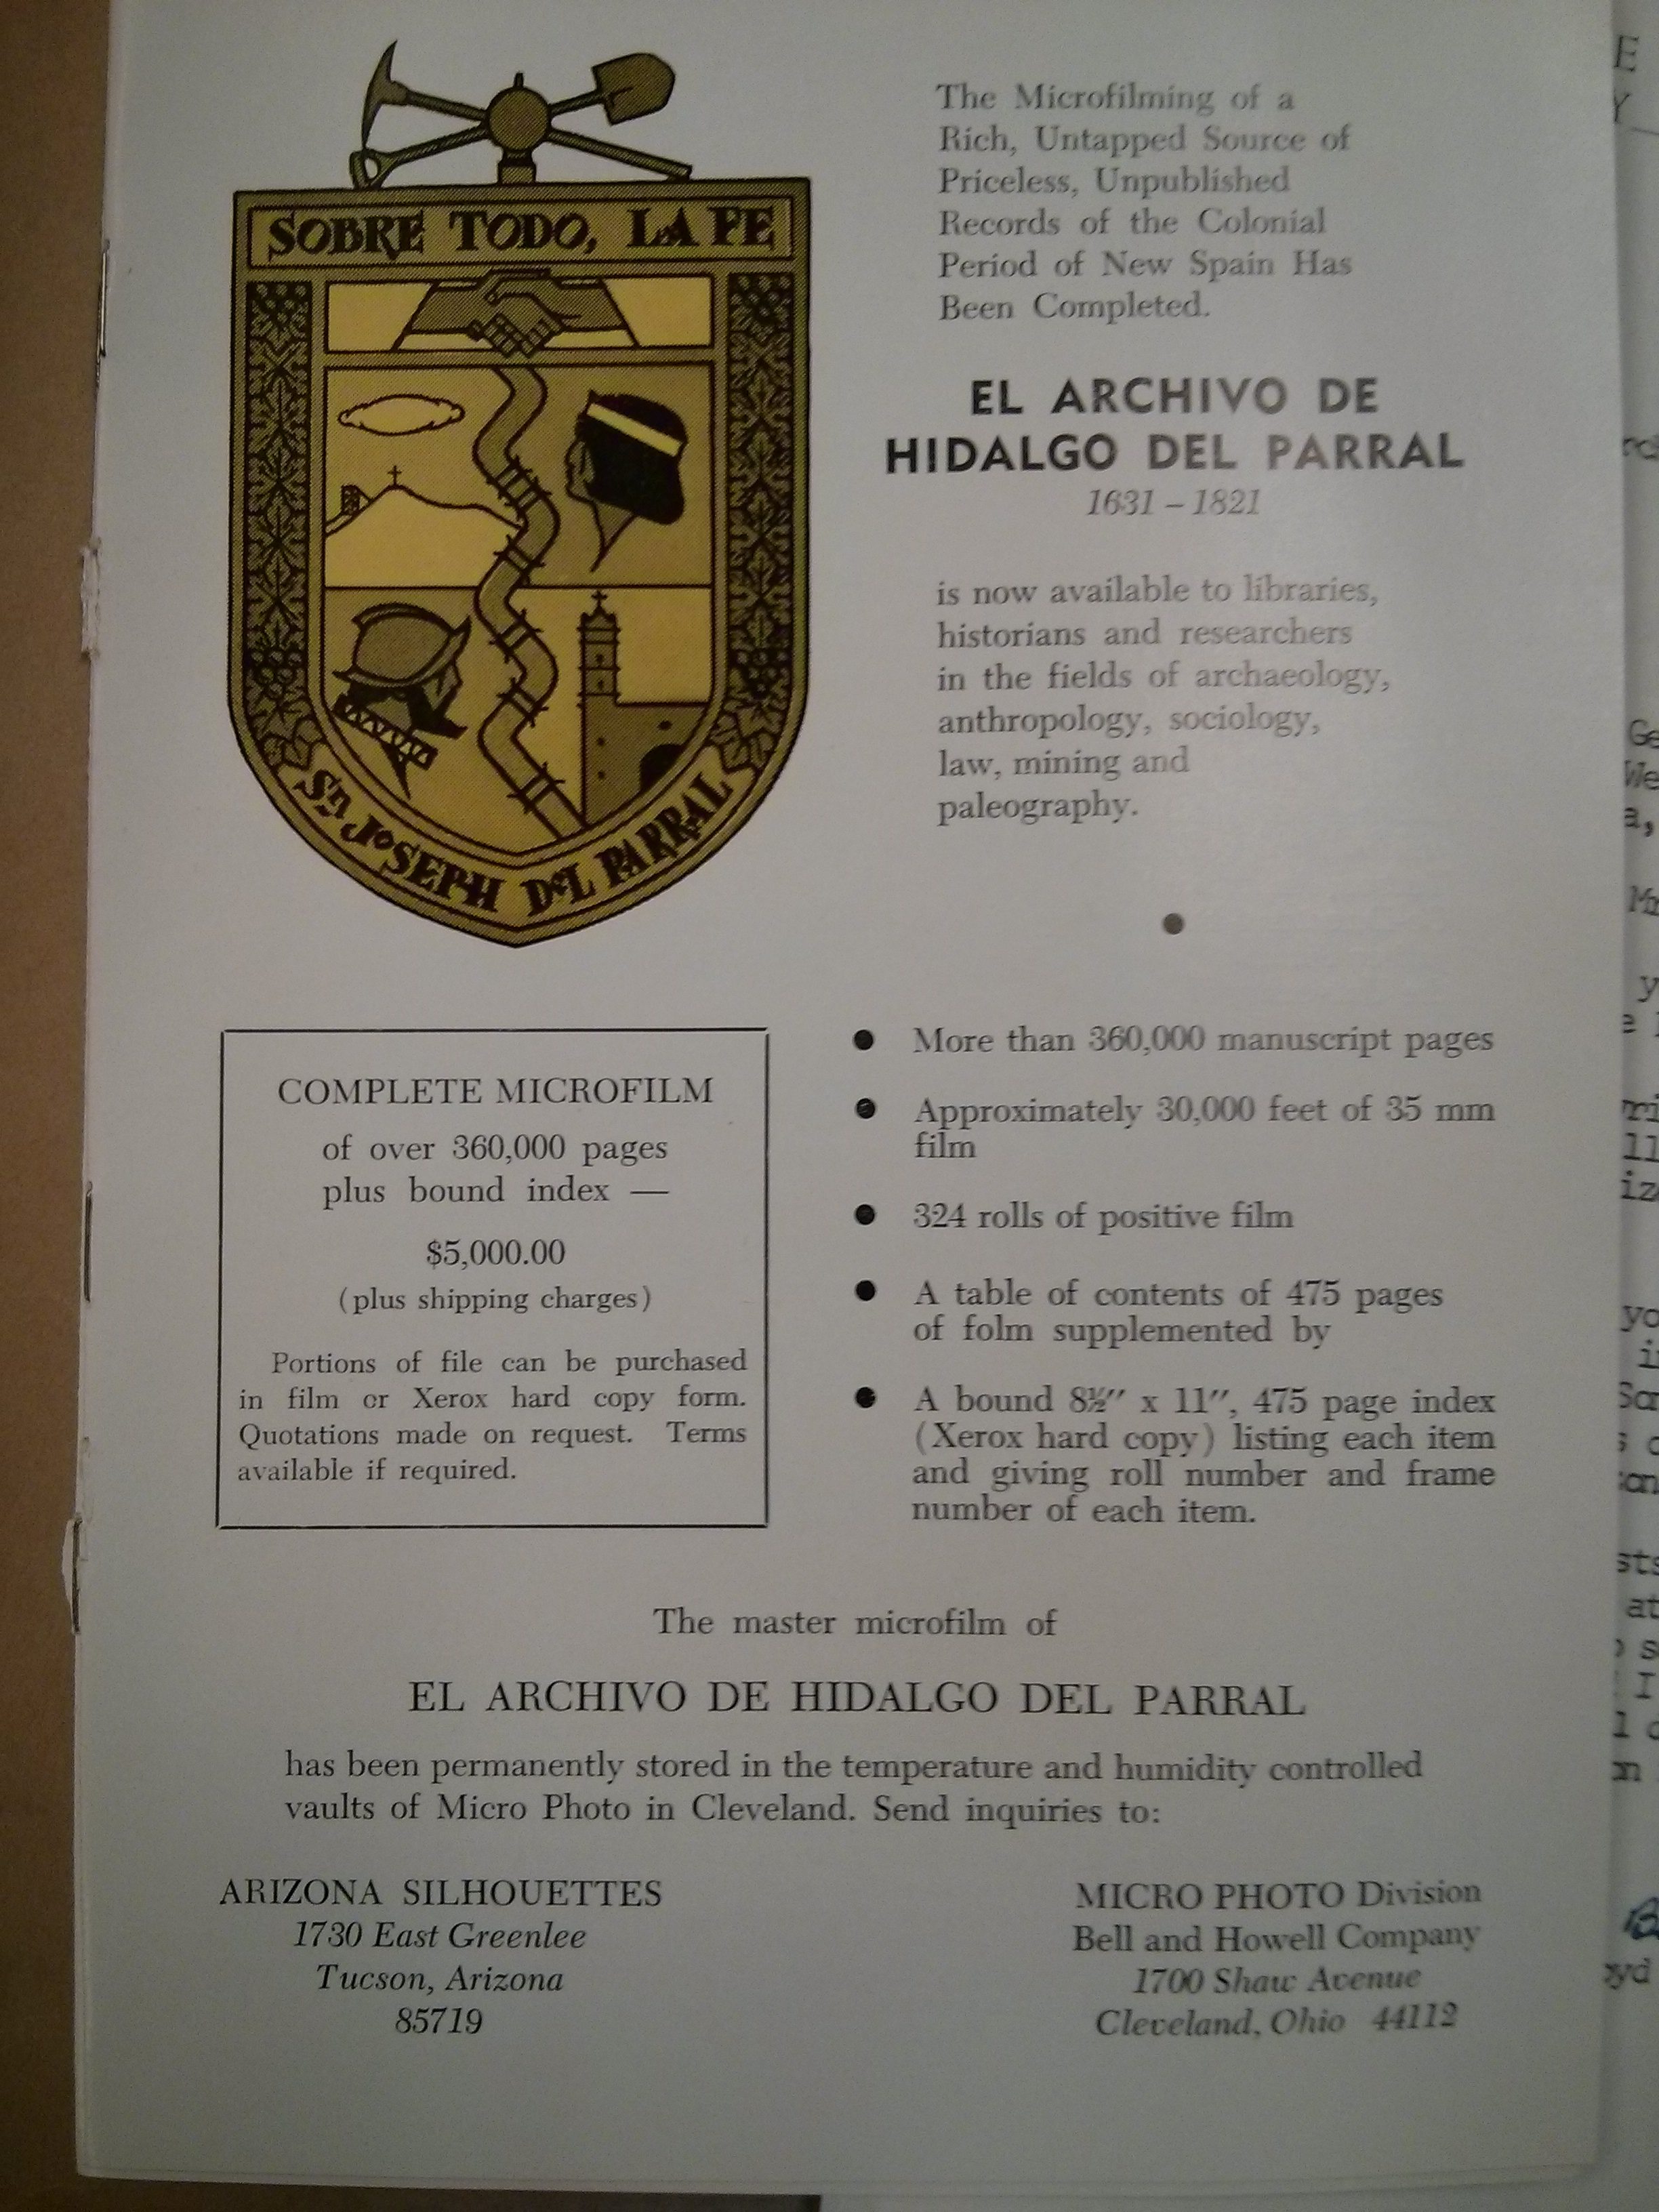 SOBRE TODO, LA FE
Sn JOSEPH DEL PARRAL
The Microfilming of a
Rich, Untapped Source of
Priceless, Unpublished
Records of the Colonial
Period of New Spain Has
Been Completed.
EL ARCHIVO DE
HIDALGO DEL PARRAL
1631 – 1821
is now available to libraries,
historians and researchers
in the fields of archaeology,
anthropology, sociology,
law, mining and
paleography.
COMPLETE MICROFILM
of over 360,000 pages
plus bound index —
$5,000.00
(plus shipping charges)
Portions of file can be purchased
in film or Xerox hard copy form.
Quotations made on request. Terms
available if required.
● More than 360,000 manuscript pages
● Approximately 30,000 feet of 35 mm
film
● 324 rolls of positive film
● A table of contents of 475 pages
of folm supplemented by
● A bound 8½″ x 11″, 475 page index
(Xerox hard copy) listing each item
and giving roll number and frame
number of each item.
The master microfilm of
EL ARCHIVO DE HIDALGO DEL PARRAL
has been permanently stored in the temperature and humidity controlled
vaults of Micro Photo in Cleveland. Send inquiries to:
ARIZONA SILHOUETTES
1730 East Greenlee
Tucson, Arizona
85719
MICRO PHOTO Division
Bell and Howell Company
1700 Shaw Avenue
Cleveland, Ohio 44112